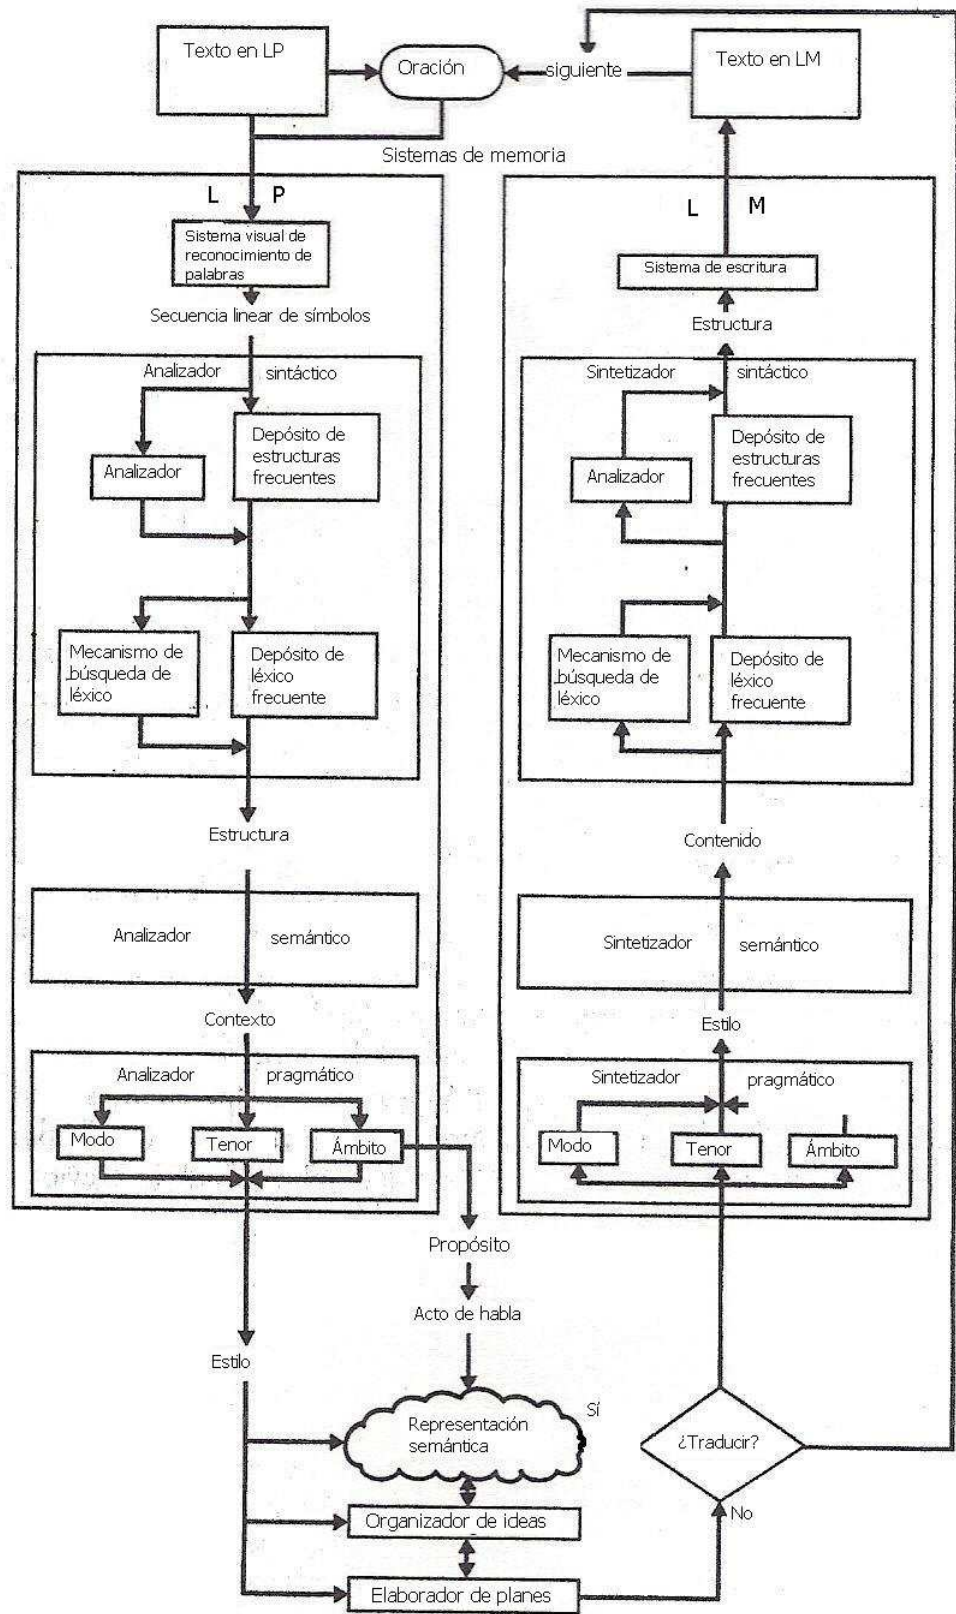 Texto en LP
Oración
siguiente
Texto en LM
Sistemas de memoria
L P
Sistema visual de
reconocimiento de
palabras
Secuencia linear de símbolos
Analizador sintáctico
Analizador
Depósito de
estructuras
frecuentes
Mecanismo de
búsqueda de
léxico
Depósito de
léxico
frecuente
Estructura
Analizador semántico
Contexto
Analizador pragmático
Modo
Tenor
Ámbito
Propósito
Acto de habla
Estilo
Representación
semántica
Organizador de ideas
Elaborador de planes
L M
Sistema de escritura
Estructura
Sintetizador sintáctico
Analizador
Depósito de
estructuras
frecuentes
Mecanismo de
búsqueda de
léxico
Depósito de
léxico
frecuente
Contenido
Sintetizador semántico
Estilo
Sintetizador pragmático
Modo
Tenor
Ámbito
Sí
¿Traducir?
No